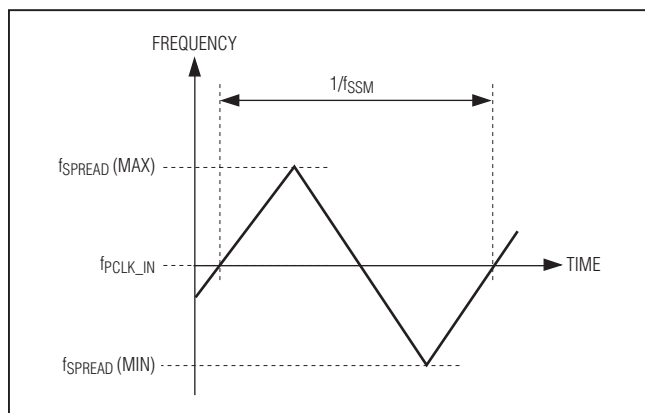 FREQUENCY
1/fSSM
fSPREAD (MAX)
fPCLK_IN
TIME
fSPREAD (MIN)